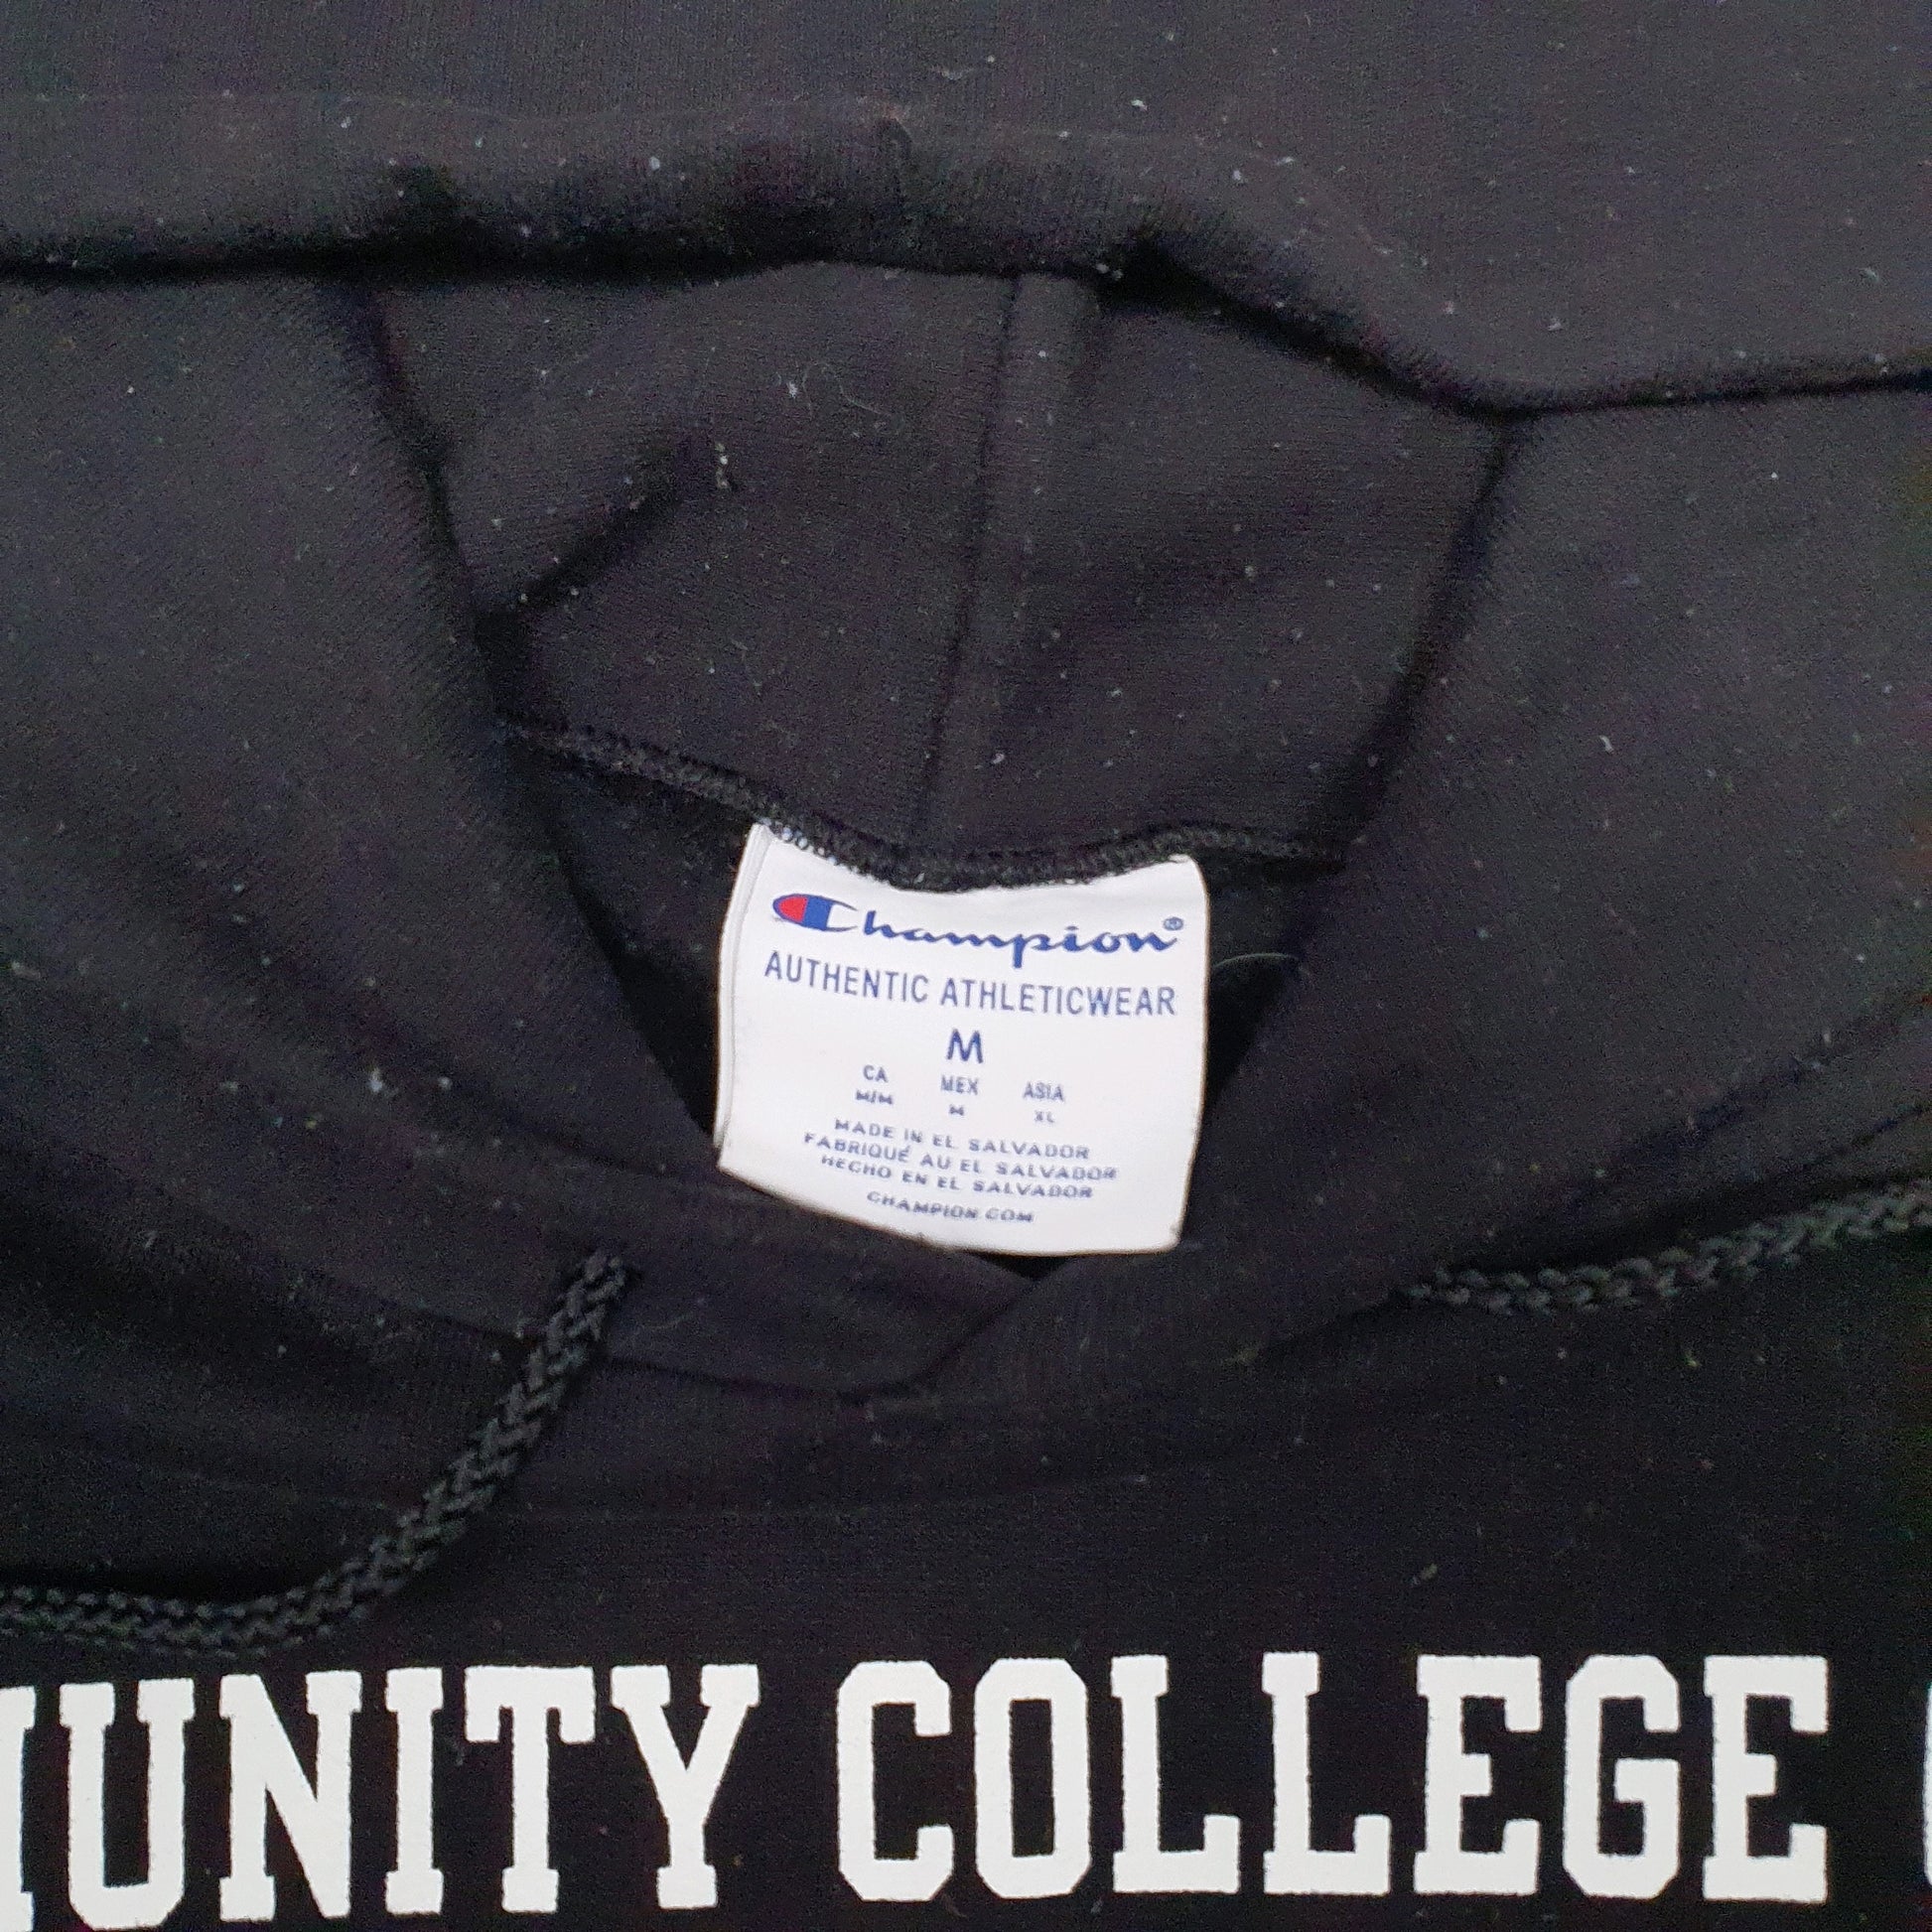 Champion®
AUTHENTIC ATHLETICWEAR
M
CA MEX ASIA
M/M M XL
MADE IN EL SALVADOR
FABRIQUÉ AU EL SALVADOR
HECHO EN EL SALVADOR
CHAMPION.COM
UNITY COLLEGE